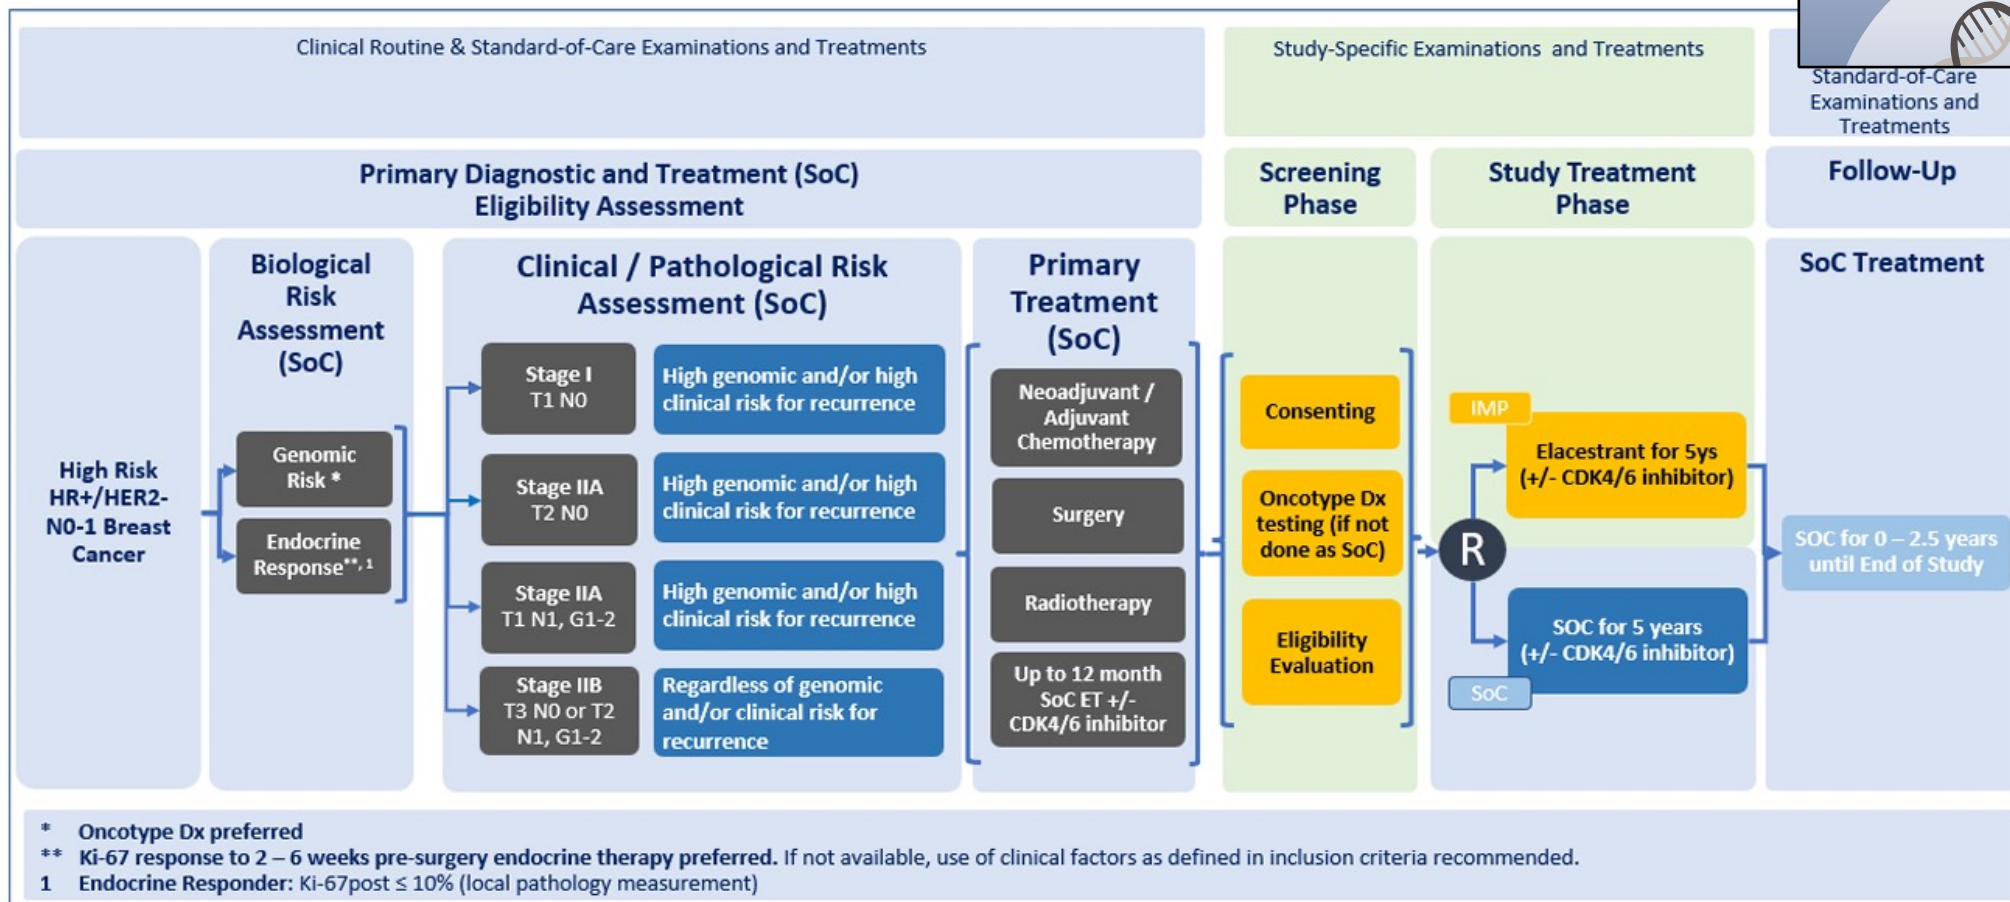 Clinical Routine & Standard-of-Care Examinations and Treatments
Study-Specific Examinations and Treatments
Standard-of-Care
Examinations and
Treatments
Primary Diagnostic and Treatment (SoC)
Eligibility Assessment
Screening
Phase
Study Treatment
Phase
Follow-Up
High Risk
HR+/HER2-
N0-1 Breast
Cancer
Biological
Risk
Assessment
(SoC)
Genomic
Risk *
Endocrine
Response**, 1
Clinical / Pathological Risk
Assessment (SoC)
Stage I
T1 N0
High genomic and/or high
clinical risk for recurrence
Stage IIA
T2 N0
High genomic and/or high
clinical risk for recurrence
Stage IIA
T1 N1, G1-2
High genomic and/or high
clinical risk for recurrence
Stage IIB
T3 N0 or T2
N1, G1-2
Regardless of genomic
and/or clinical risk for
recurrence
Primary
Treatment
(SoC)
Neoadjuvant /
Adjuvant
Chemotherapy
Surgery
Radiotherapy
Up to 12 month
SoC ET +/-
CDK4/6 inhibitor
Consenting
Oncotype Dx
testing (if not
done as SoC)
Eligibility
Evaluation
R
IMP
Elacestrant for 5ys
(+/- CDK4/6 inhibitor)
SOC for 5 years
(+/- CDK4/6 inhibitor)
SoC
SoC Treatment
SOC for 0 – 2.5 years
until End of Study
* Oncotype Dx preferred
** Ki-67 response to 2 – 6 weeks pre-surgery endocrine therapy preferred. If not available, use of clinical factors as defined in inclusion criteria recommended.
1 Endocrine Responder: Ki-67post ≤ 10% (local pathology measurement)